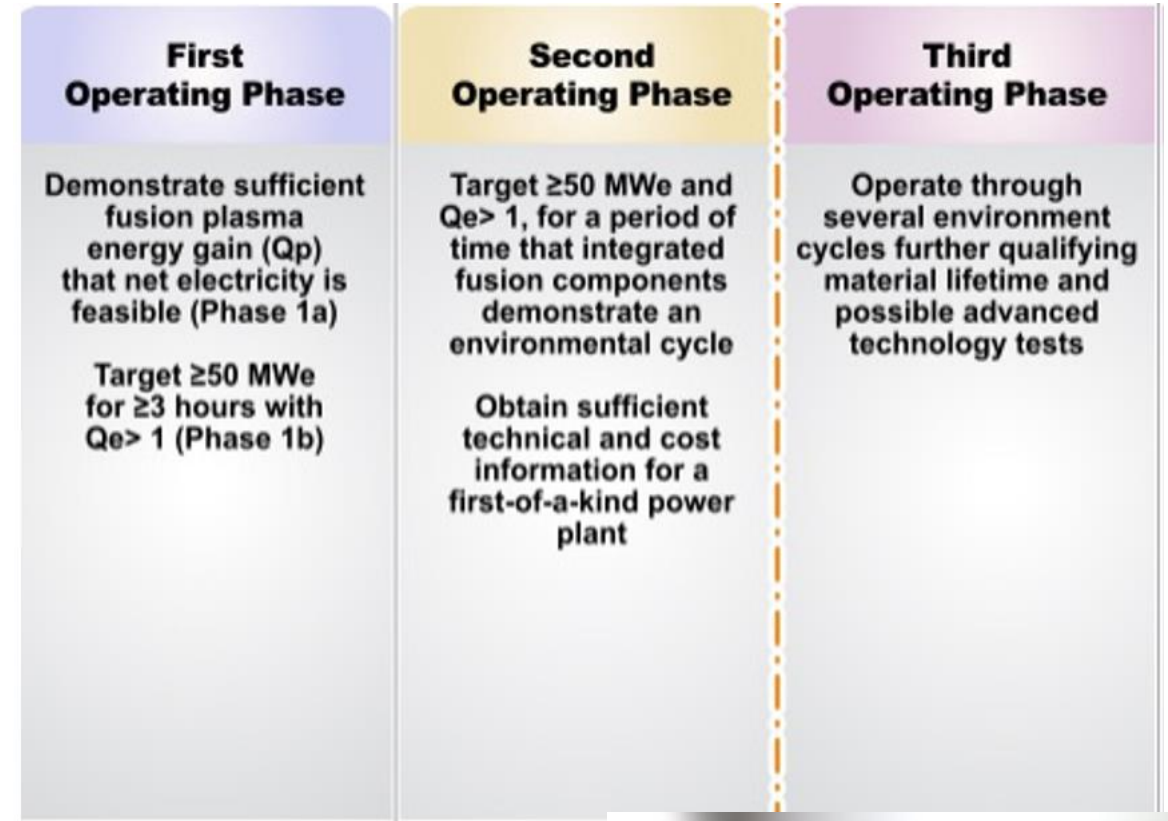 First
Operating Phase
Demonstrate sufficient
fusion plasma
energy gain (Qp)
that net electricity is
feasible (Phase 1a)
Target ≥50 MWe
for ≥3 hours with
Qe> 1 (Phase 1b)
Second
Operating Phase
Target ≥50 MWe and
Qe> 1, for a period of
time that integrated
fusion components
demonstrate an
environmental cycle
Obtain sufficient
technical and cost
information for a
first-of-a-kind power
plant
Third
Operating Phase
Operate through
several environment
cycles further qualifying
material lifetime and
possible advanced
technology tests